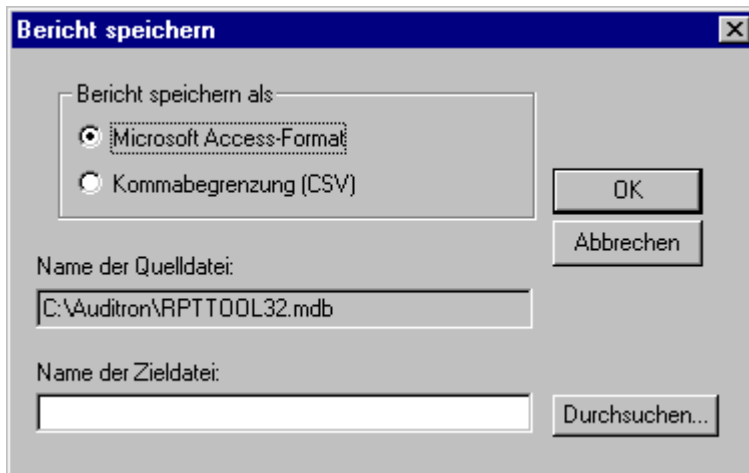 Bericht speichern
Bericht speichern als
Microsoft Access-Format
Kommabegrenzung (CSV)
OK
Abbrechen
Name der Quelldatei:
C:\Auditron\RPTTOOL32.mdb
Name der Zieldatei:
Durchsuchen...